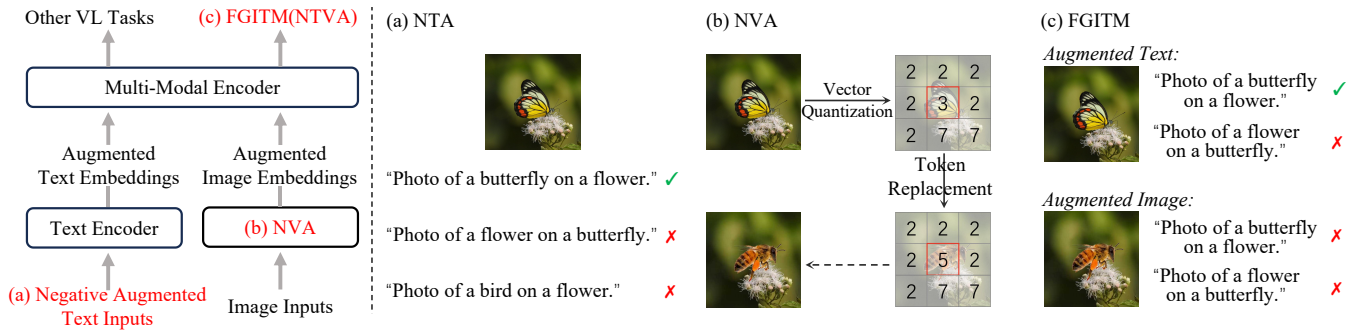 Other VL Tasks
(c) FGITM(NTVA)
Multi-Modal Encoder
Augmented
Text Embeddings
Augmented
Image Embeddings
Text Encoder
(b) NVA
(a) Negative Augmented
Text Inputs
Image Inputs
(a) NTA
“Photo of a butterfly on a flower.” ✓
“Photo of a flower on a butterfly.” ✗
“Photo of a bird on a flower.” ✗
(b) NVA
Vector
Quantization
2 2 2
2 3 2
2 7 7
Token
Replacement
2 2 2
2 5 2
2 7 7
(c) FGITM
Augmented Text:
“Photo of a butterfly
on a flower.” ✓
“Photo of a flower
on a butterfly.” ✗
Augmented Image:
“Photo of a butterfly
on a flower.” ✗
“Photo of a flower
on a butterfly.” ✗